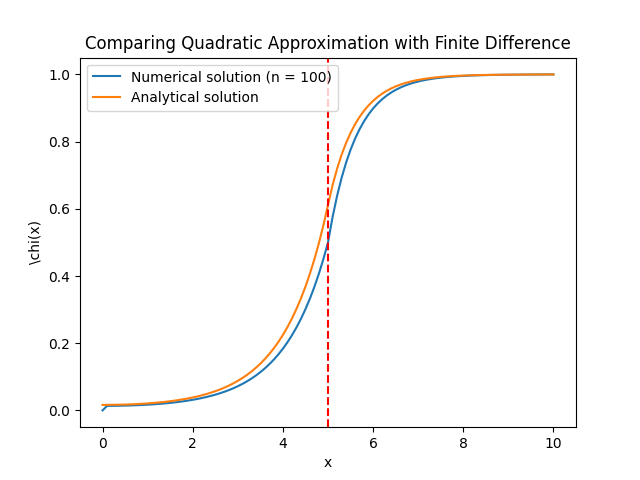 Comparing Quadratic Approximation with Finite Difference
Numerical solution (n = 100)
Analytical solution
1.0
0.8
0.6
0.4
0.2
0.0
\chi(x)
0 2 4 6 8 10
x